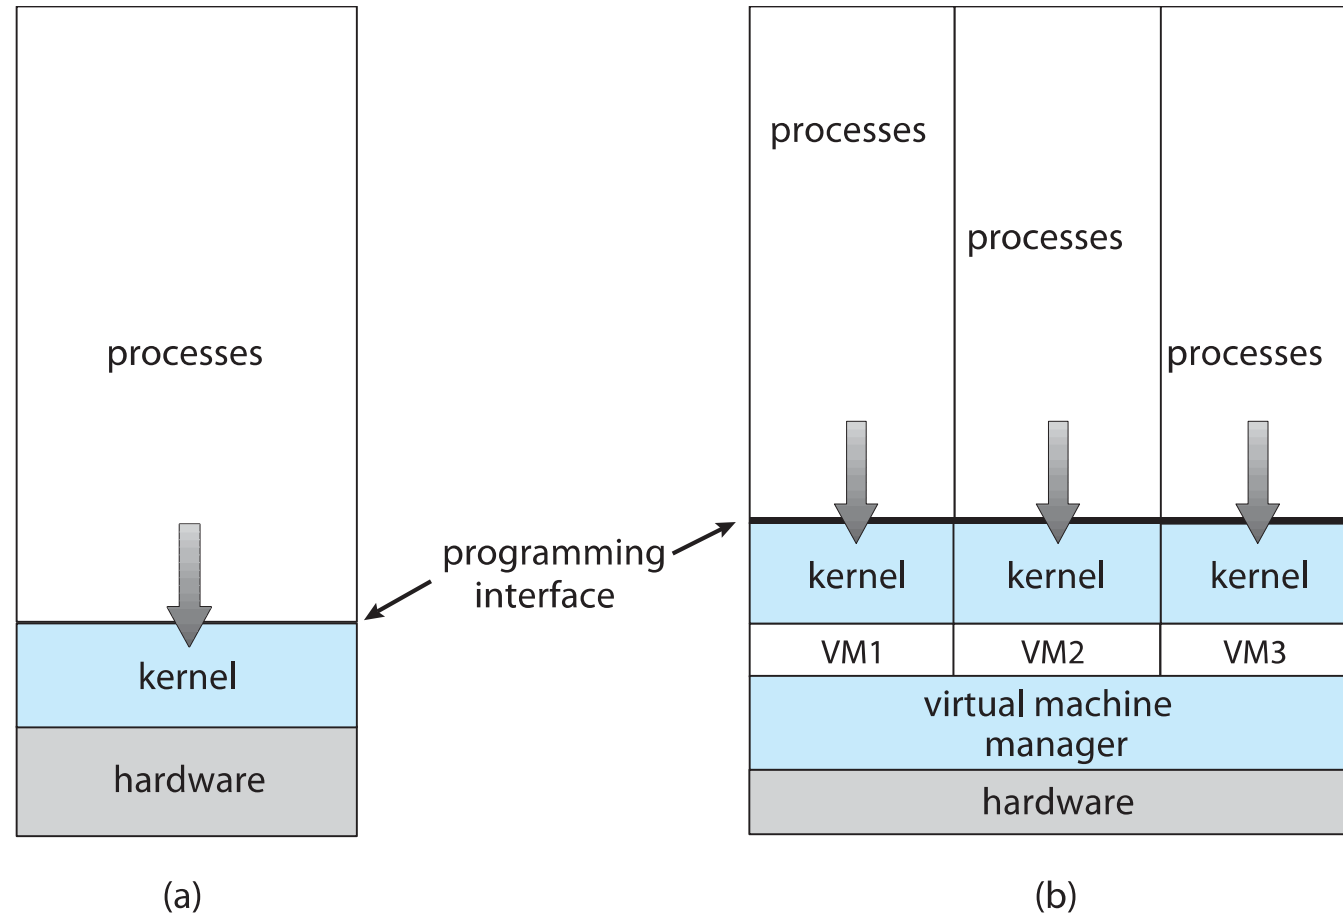 processes
kernel
hardware
(a)
programming
interface
processes
processes
processes
kernel
kernel
kernel
VM1
VM2
VM3
virtual machine
manager
hardware
(b)